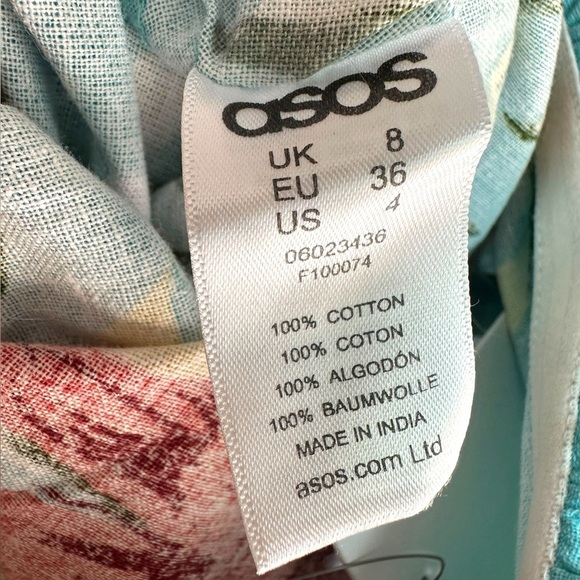 asos
UK 8
EU 36
US 4
06023436
F100074
100% COTTON
100% COTON
100% ALGODÓN
100% BAUMWOLLE
MADE IN INDIA
asos.com Ltd